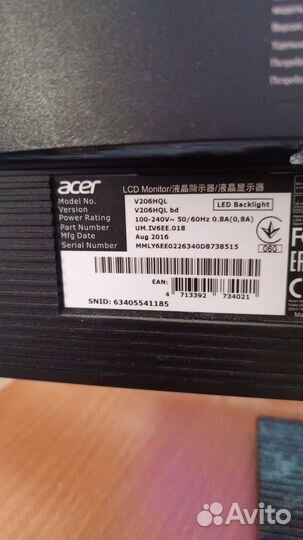 acer
LCD Monitor/液晶顯示器/液晶显示器
Model No. V206HQL LED Backlight
Version V206HQL bd
Power Rating 100-240V~ 50/60Hz 0.8A(0,8A)
Part Number UM.IV6EE.018
Mfg Date Aug 2016
Serial Number MMLY6EE0226340D8738515
060
EAN:
4 713392 734021
SNID: 63405541185
Avito